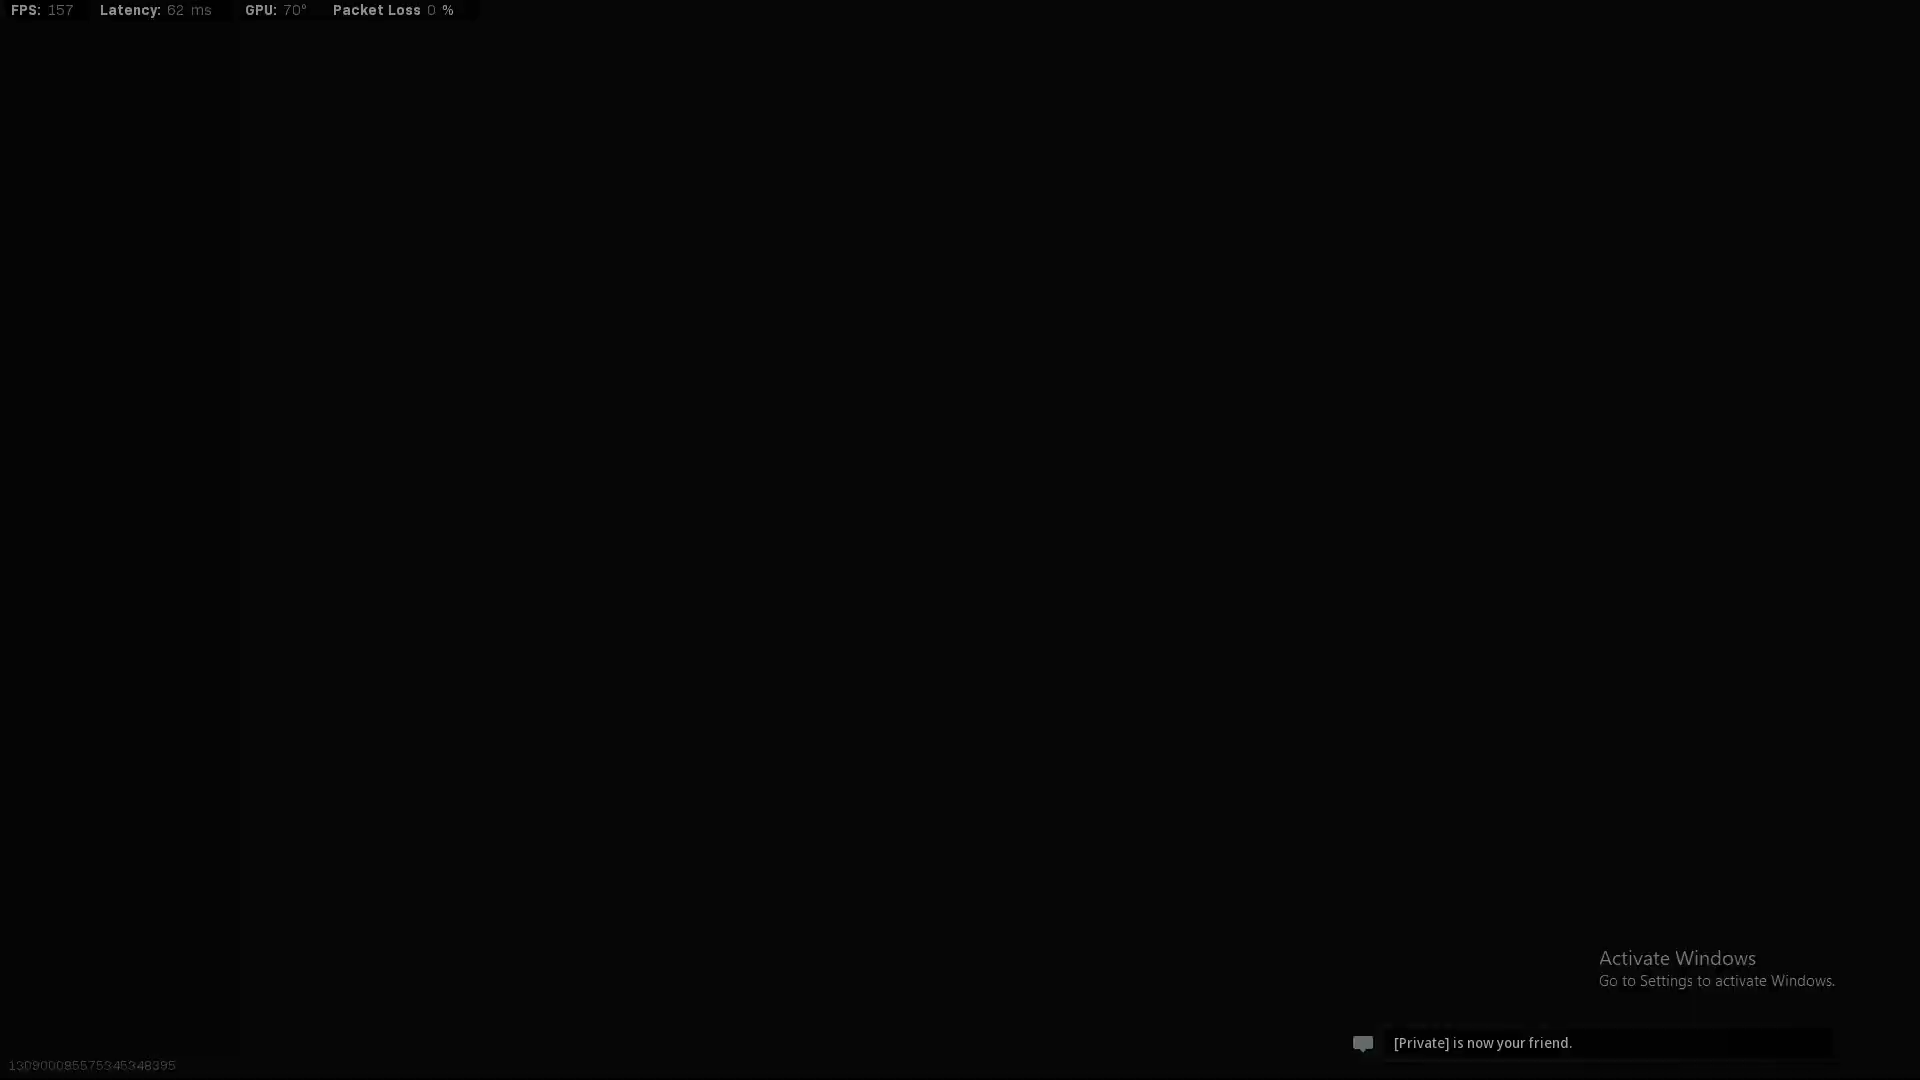 FPS: 157 Latency: 62 ms GPU: 70° Packet Loss 0 %
Activate Windows
Go to Settings to activate Windows.
[Private] is now your friend.